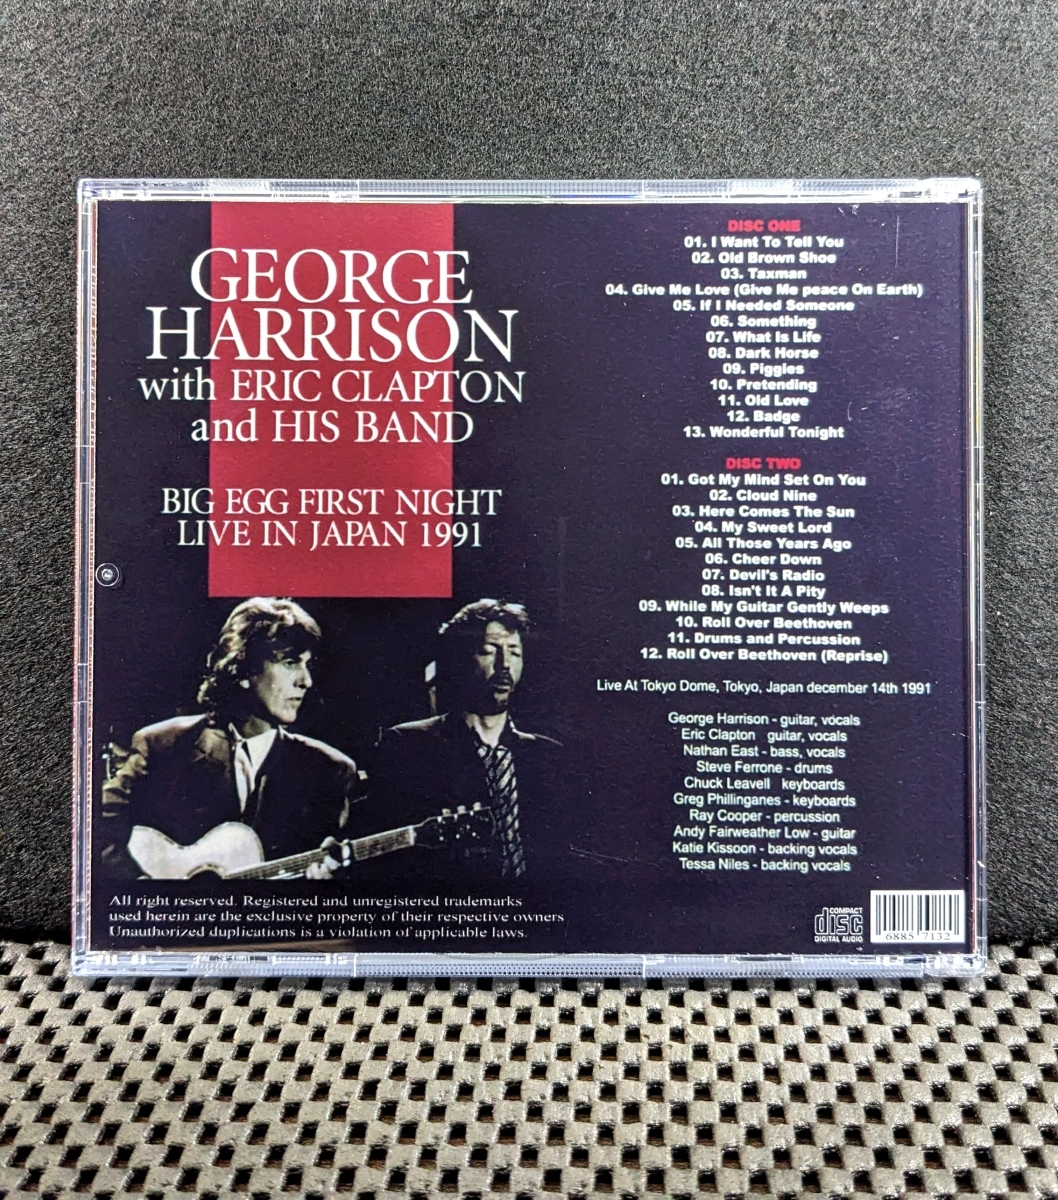 GEORGE
HARRISON
with ERIC CLAPTON
and HIS BAND
BIG EGG FIRST NIGHT
LIVE IN JAPAN 1991
All right reserved. Registered and unregistered trademarks
used herein are the exclusive property of their respective owners
Unauthorized duplications is a violation of applicable laws.
DISC ONE
01. I Want To Tell You
02. Old Brown Shoe
03. Taxman
04. Give Me Love (Give Me peace On Earth)
05. If I Needed Someone
06. Something
07. What Is Life
08. Dark Horse
09. Piggies
10. Pretending
11. Old Love
12. Badge
13. Wonderful Tonight
DISC TWO
01. Got My Mind Set On You
02. Cloud Nine
03. Here Comes The Sun
04. My Sweet Lord
05. All Those Years Ago
06. Cheer Down
07. Devil's Radio
08. Isn't It A Pity
09. While My Guitar Gently Weeps
10. Roll Over Beethoven
11. Drums and Percussion
12. Roll Over Beethoven (Reprise)
Live At Tokyo Dome, Tokyo, Japan december 14th 1991
George Harrison - guitar, vocals
Eric Clapton guitar, vocals
Nathan East - bass, vocals
Steve Ferrone - drums
Chuck Leavell keyboards
Greg Phillinganes - keyboards
Ray Cooper - percussion
Andy Fairweather Low - guitar
Katie Kissoon - backing vocals
Tessa Niles - backing vocals
COMPACT
disc
DIGITAL AUDIO
6885 7132